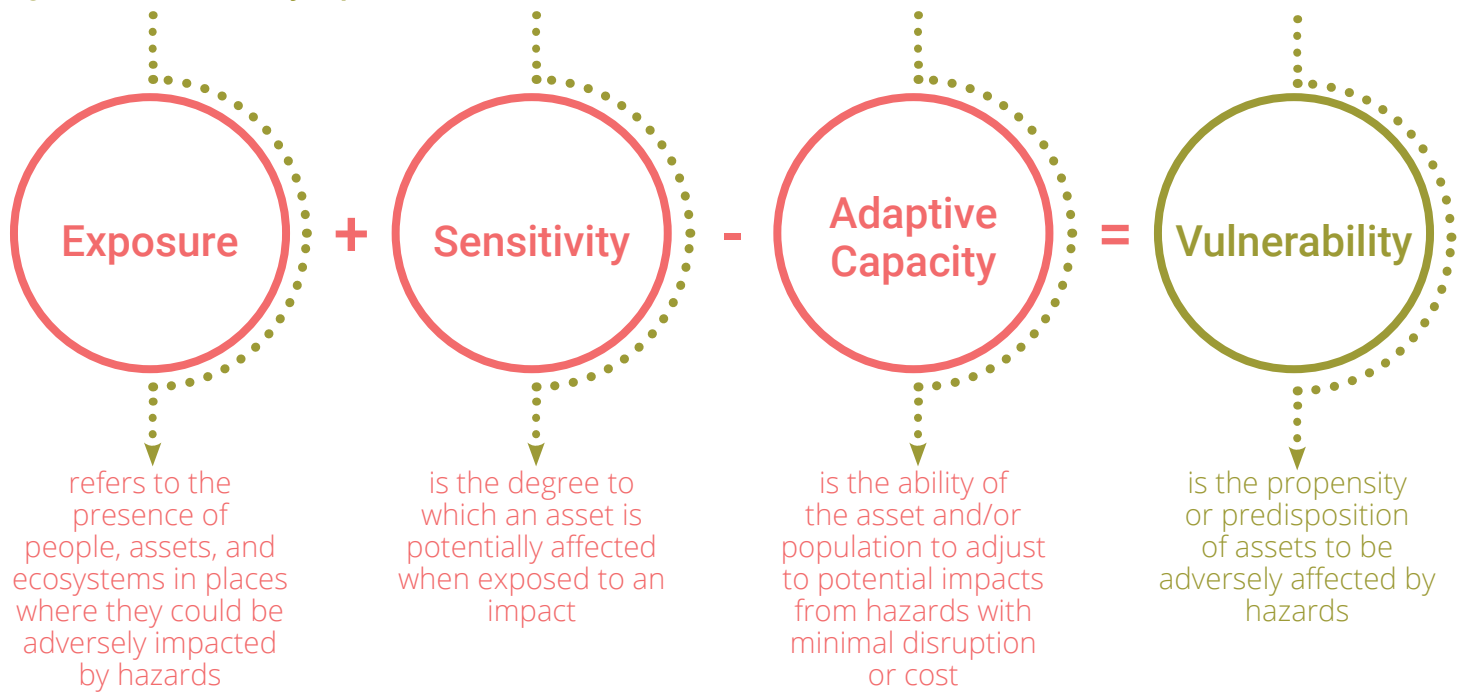 Exposure
+
Sensitivity
-
Adaptive
Capacity
=
Vulnerability
refers to the
presence of
people, assets, and
ecosystems in places
where they could be
adversely impacted
by hazards
is the degree to
which an asset is
potentially affected
when exposed to an
impact
is the ability of
the asset and/or
population to adjust
to potential impacts
from hazards with
minimal disruption
or cost
is the propensity
or predisposition
of assets to be
adversely affected by
hazards